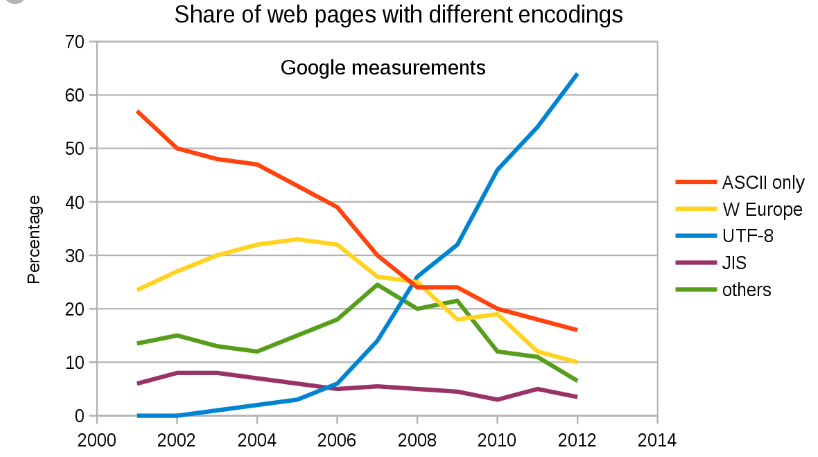 Share of web pages with different encodings
Google measurements
Percentage
70
60
50
40
30
20
10
0
2000 2002 2004 2006 2008 2010 2012 2014
ASCII only
W Europe
UTF-8
JIS
others